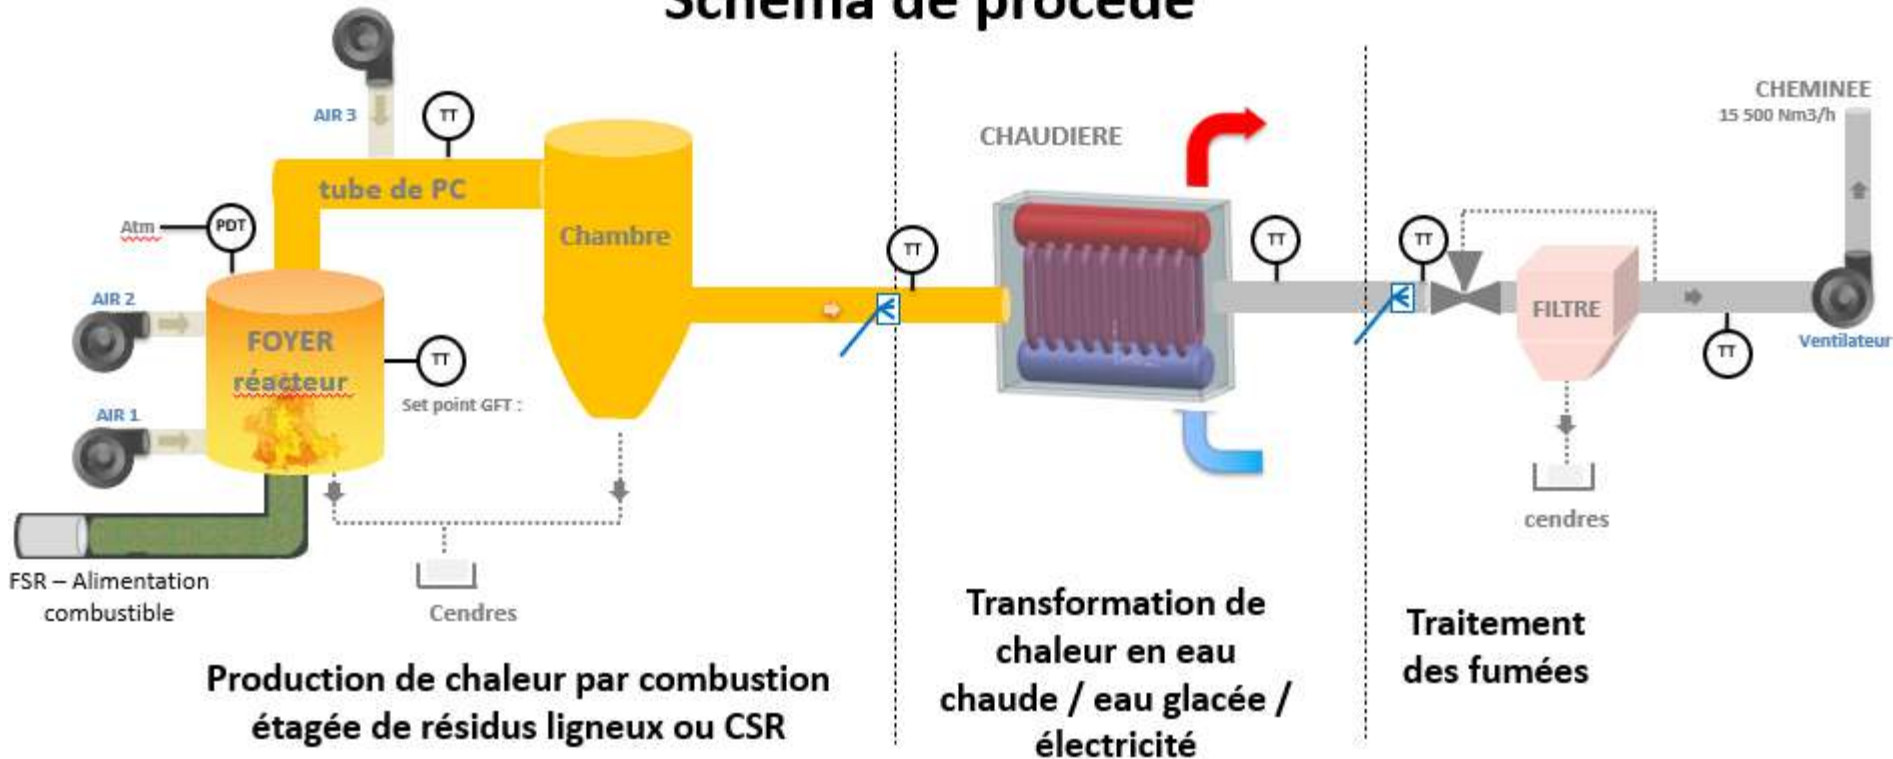 Schéma de procédé
AIR 3
TT
tube de PC
Atm
PDT
Chambre
AIR 2
FOYER
réacteur
TT
Set point GFT :
AIR 1
FSR – Alimentation
combustible
Cendres
Production de chaleur par combustion
étagée de résidus ligneux ou CSR
TT
CHAUDIERE
TT
Transformation de
chaleur en eau
chaude / eau glacée /
électricité
TT
FILTRE
cendres
TT
CHEMINEE
15 500 Nm3/h
Ventilateur
Traitement
des fumées